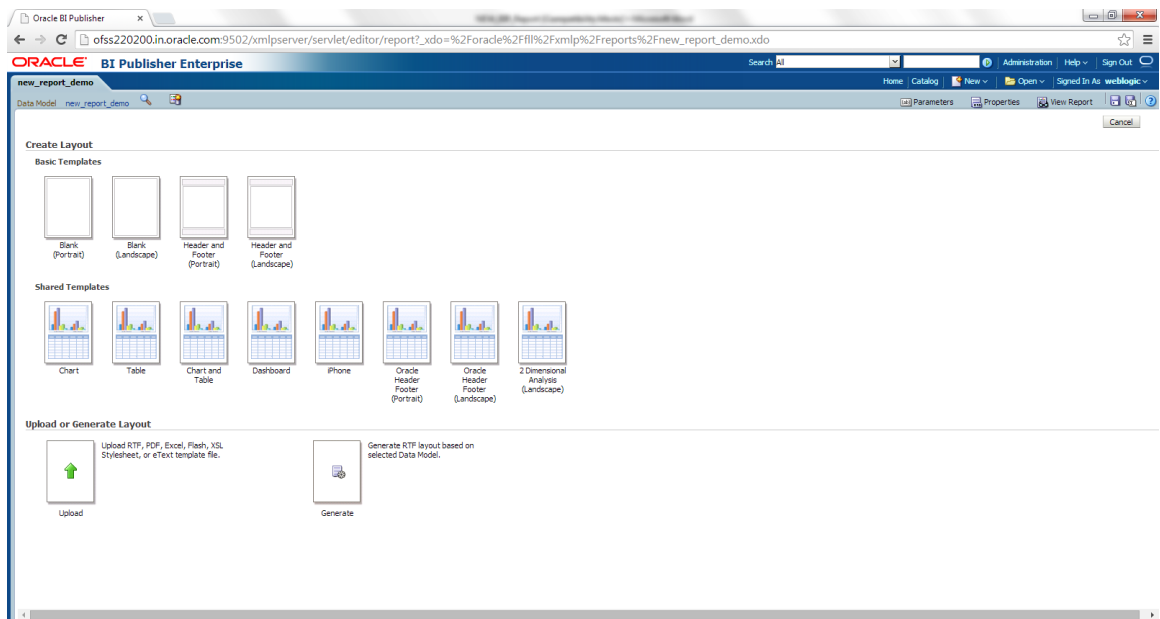 Oracle BI Publisher
ofss220200.in.oracle.com:9502/xmlpserver/servlet/editor/report?_xdo=%2Foracle%2Ffll%2Fxmlp%2Freports%2Fnew_report_demo.xdo
ORACLE BI Publisher Enterprise Search All Administration Help Sign Out
new_report_demo Home Catalog New Open Signed In As weblogic
Data Model new_report_demo Parameters Properties View Report
Cancel
Create Layout
Basic Templates
Blank
(Portrait)
Blank
(Landscape)
Header and
Footer
(Portrait)
Header and
Footer
(Landscape)
Shared Templates
Chart
Table
Chart and
Table
Dashboard
iPhone
Oracle
Header
Footer
(Portrait)
Oracle
Header
Footer
(Landscape)
2 Dimensional
Analysis
(Landscape)
Upload or Generate Layout
Upload RTF, PDF, Excel, Flash, XSL
Stylesheet, or eText template file.
Upload
Generate RTF layout based on
selected Data Model.
Generate